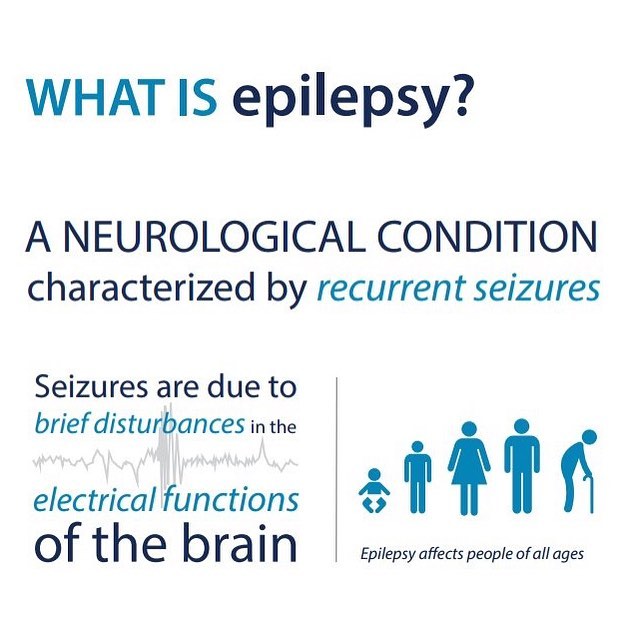 WHAT IS epilepsy?
A NEUROLOGICAL CONDITION
characterized by recurrent seizures
Seizures are due to
brief disturbances in the
electrical functions
of the brain
Epilepsy affects people of all ages